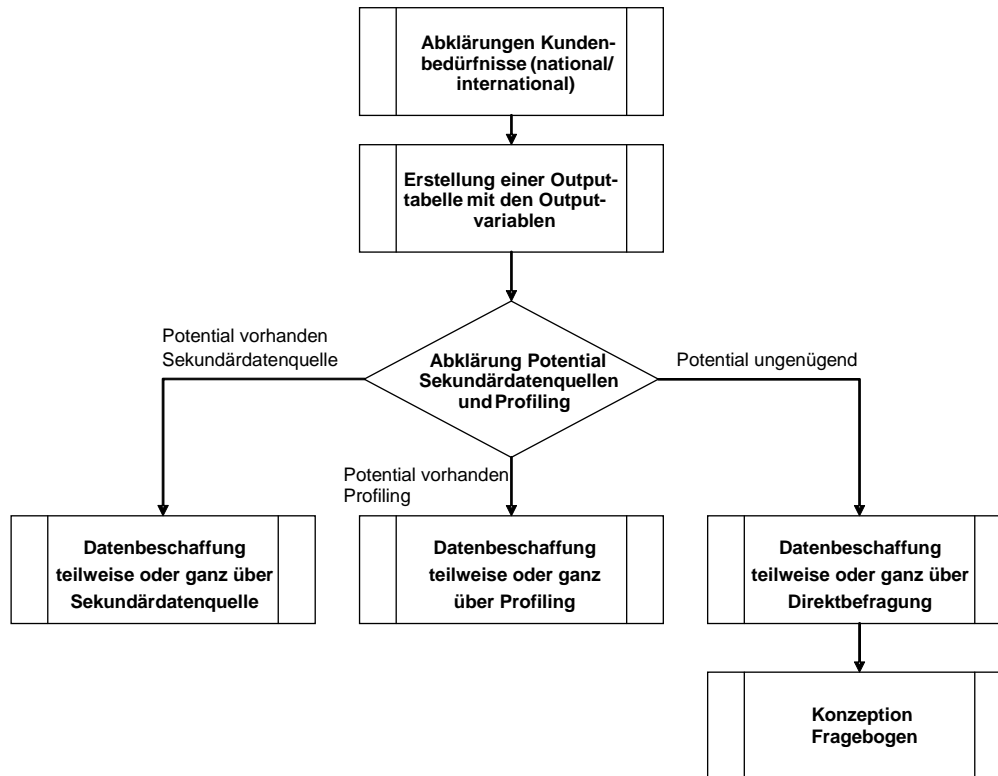 Abklärungen Kunden-
bedürfnisse (national/
international)
Erstellung einer Output-
tabelle mit den Output-
variablen
Potential vorhanden
Sekundärdatenquelle
Abklärung Potential
Sekundärdatenquellen
und Profiling
Potential ungenügend
Potential vorhanden
Profiling
Datenbeschaffung
teilweise oder ganz über
Sekundärdatenquelle
Datenbeschaffung
teilweise oder ganz
über Profiling
Datenbeschaffung
teilweise oder ganz über
Direktbefragung
Konzeption
Fragebogen